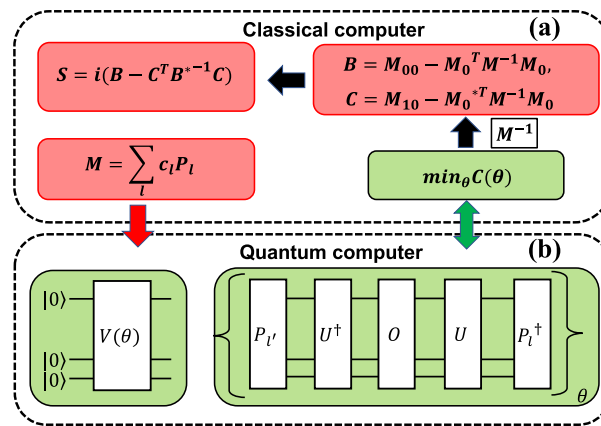 Classical computer (a)
S = i(B − C^T B^{*−1} C)
B = M_{00} − M_0^T M^{−1} M_0,
C = M_{10} − M_0^{*T} M^{−1} M_0
M^{−1}
M = ∑_l c_l P_l
min_θ C(θ)
Quantum computer (b)
|0⟩
|0⟩
|0⟩
V(θ)
P_{l′} U^† O U P_l^†
θ